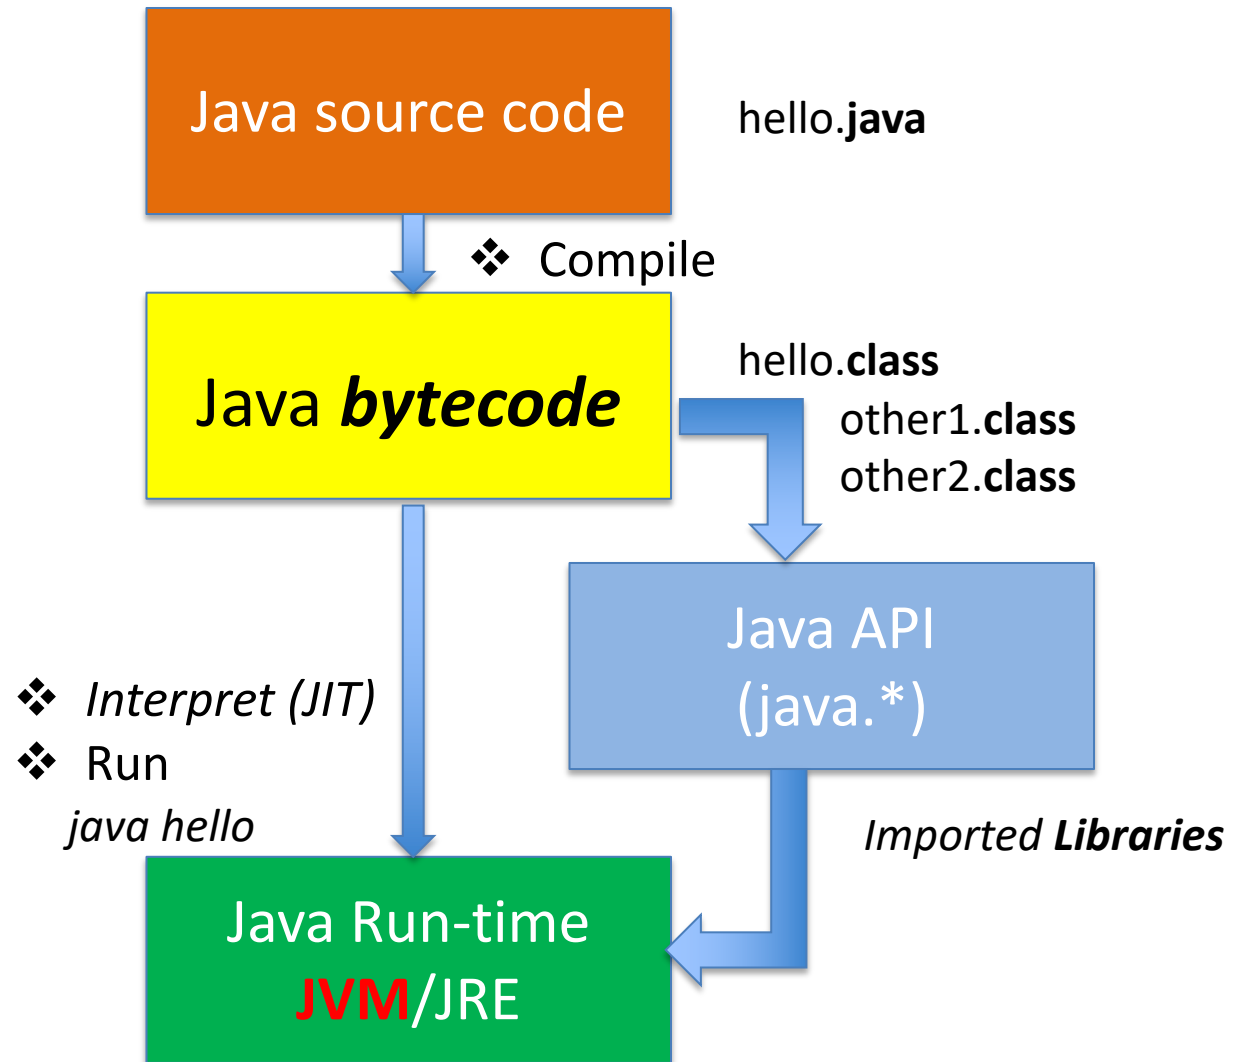 Java source code
hello.java
❖ Compile
Java bytecode
hello.class
other1.class
other2.class
Java API
(java.*)
❖ Interpret (JIT)
❖ Run
java hello
Imported Libraries
Java Run-time
JVM/JRE